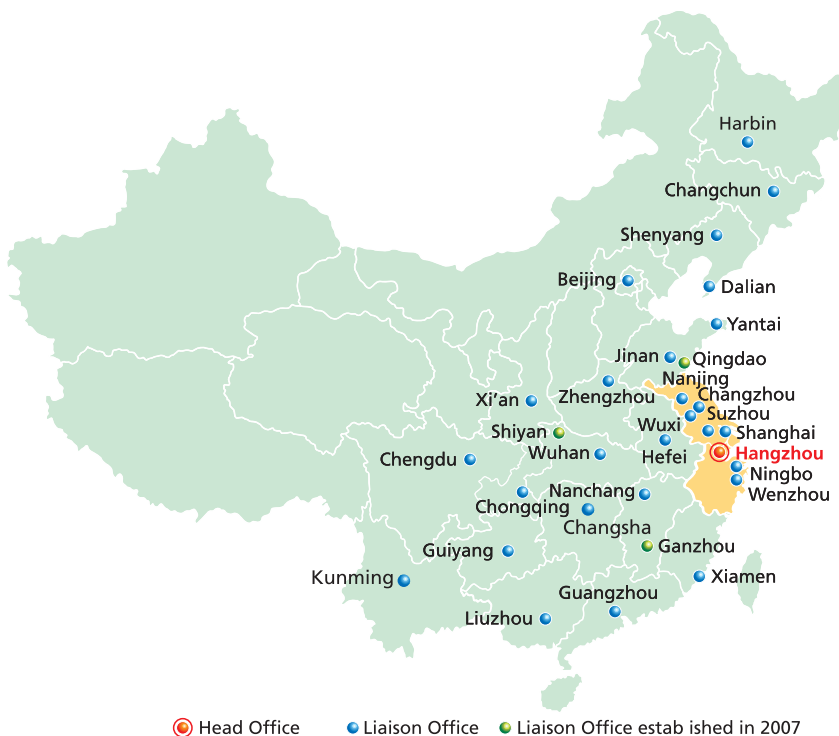 Harbin
Changchun
Shenyang
Beijing
Dalian
Yantai
Jinan
Qingdao
Nanjing
Zhengzhou
Changzhou
Xi'an
Suzhou
Wuxi
Shiyan
Shanghai
Wuhan
Hefei
Hangzhou
Chengdu
Ningbo
Nanchang
Wenzhou
Chongqing
Changsha
Guiyang
Ganzhou
Kunming
Xiamen
Guangzhou
Liuzhou
Head Office
Liaison Office
Liaison Office estab ished in 2007